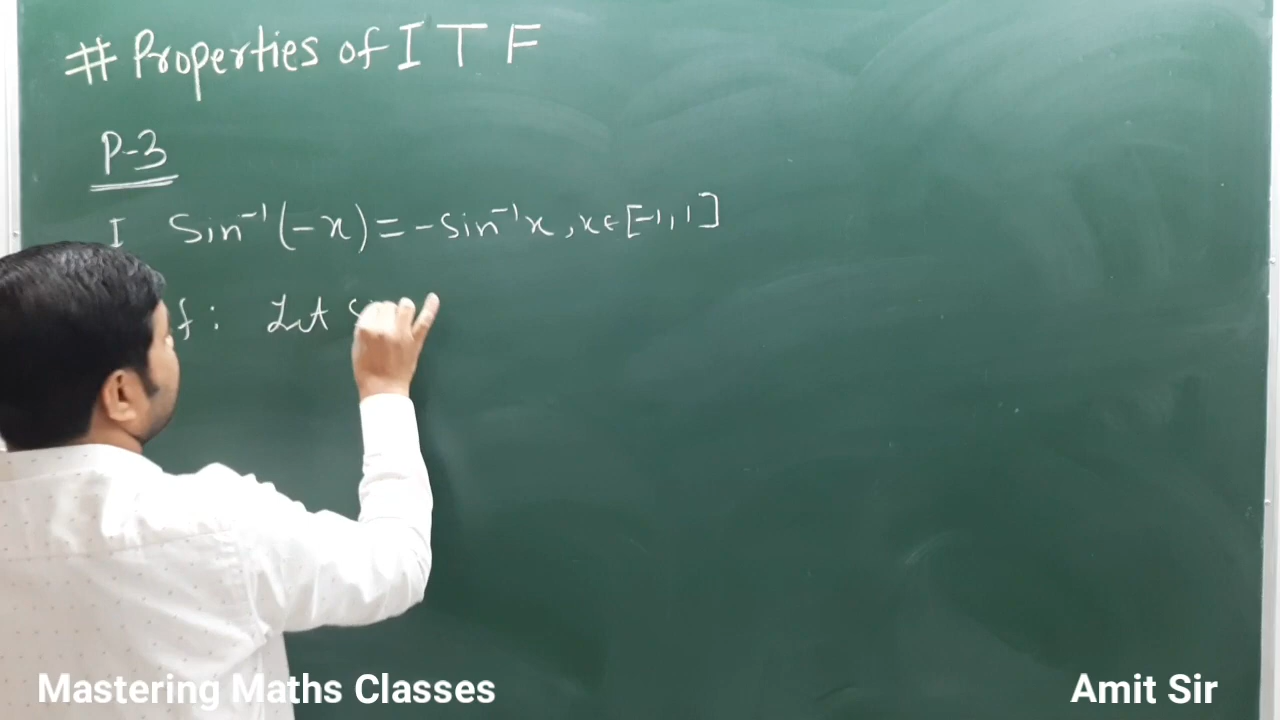 # Properties of I T F
P-3
I Sin⁻¹(-x) = -Sin⁻¹x, x ∈ [-1, 1]
f: Let
Mastering Maths Classes
Amit Sir